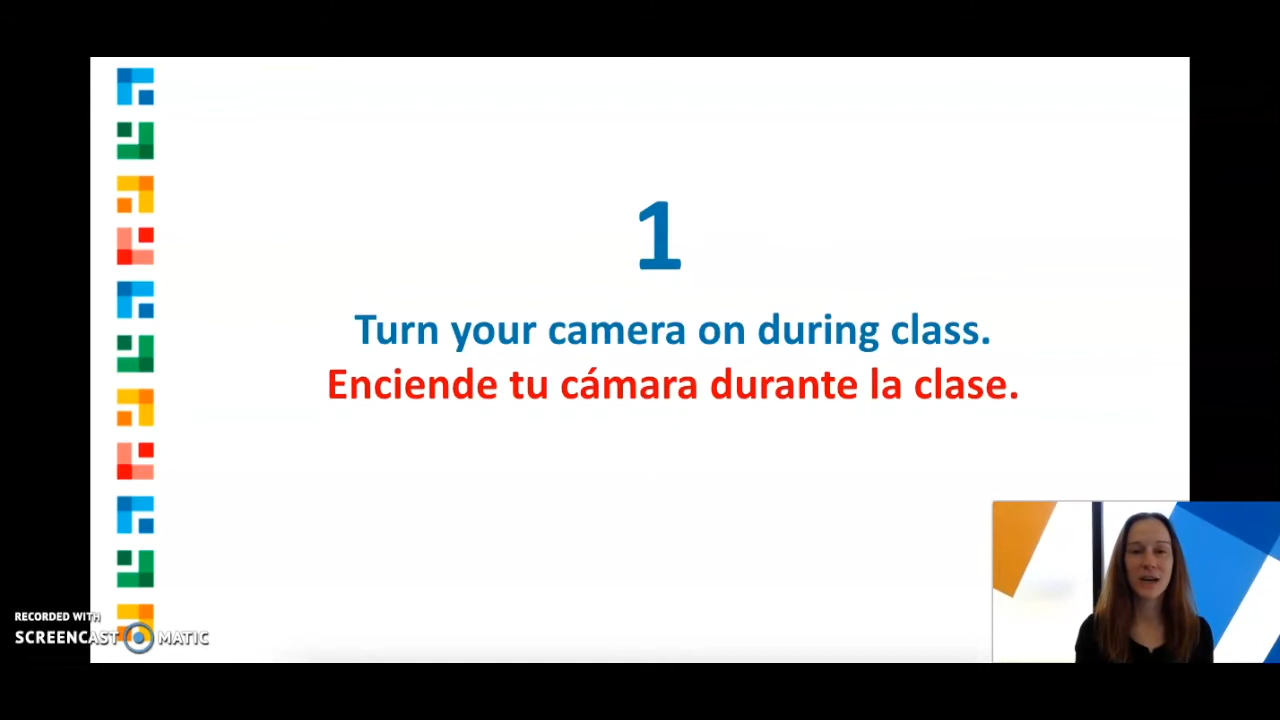 1
Turn your camera on during class.
Enciende tu cámara durante la clase.
RECORDED WITH
SCREENCAST MATIC